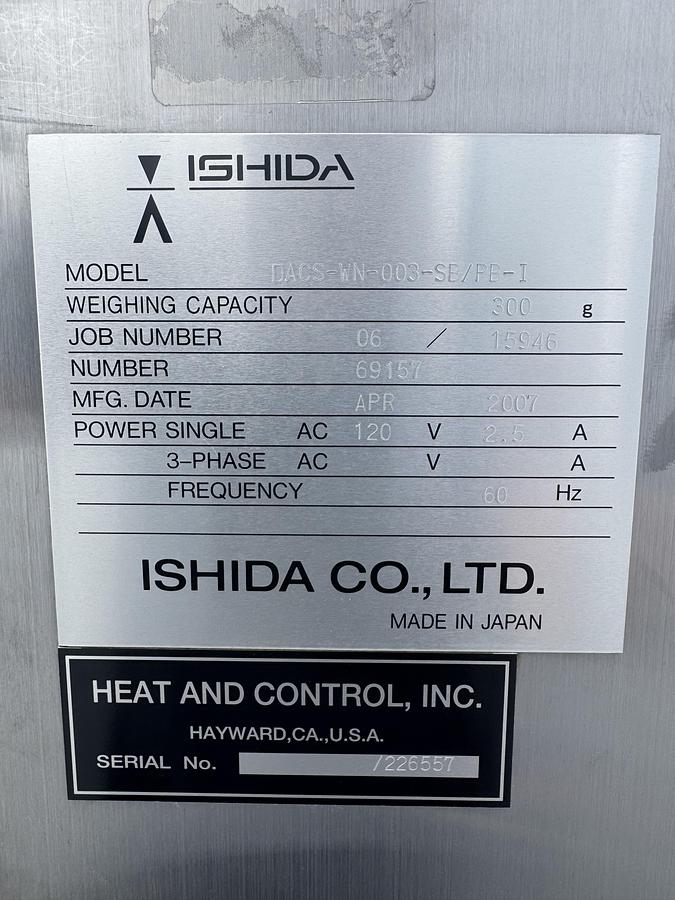 ISHIDA
MODEL DACS-WN-003-SB/PB-I
WEIGHING CAPACITY 300 g
JOB NUMBER 06 / 15946
NUMBER 69157
MFG. DATE APR 2007
POWER SINGLE AC 120 V 2.5 A
3-PHASE AC V A
FREQUENCY 60 Hz
ISHIDA CO., LTD.
MADE IN JAPAN
HEAT AND CONTROL, INC.
HAYWARD,CA.,U.S.A.
SERIAL No. /226557